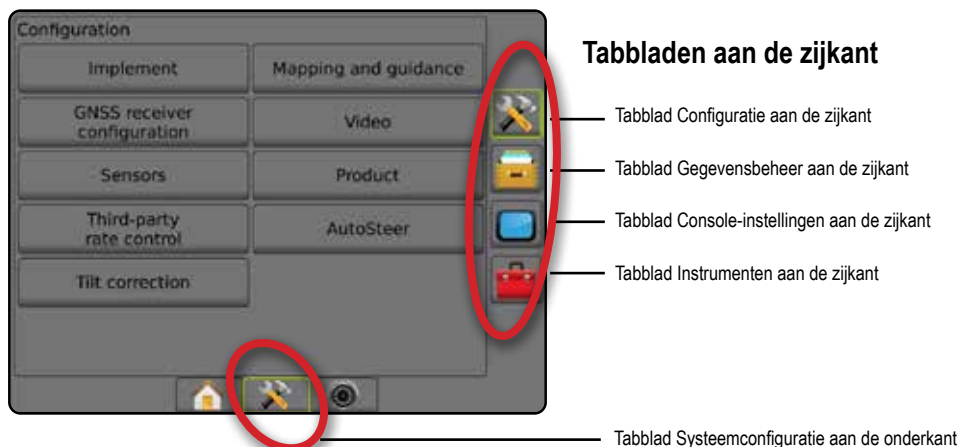 Configuration
Implement
Mapping and guidance
GNSS receiver
configuration
Video
Sensors
Product
Third-party
rate control
AutoSteer
Tilt correction
Tabbladen aan de zijkant
Tabblad Configuratie aan de zijkant
Tabblad Gegevensbeheer aan de zijkant
Tabblad Console-instellingen aan de zijkant
Tabblad Instrumenten aan de zijkant
Tabblad Systeemconfiguratie aan de onderkant